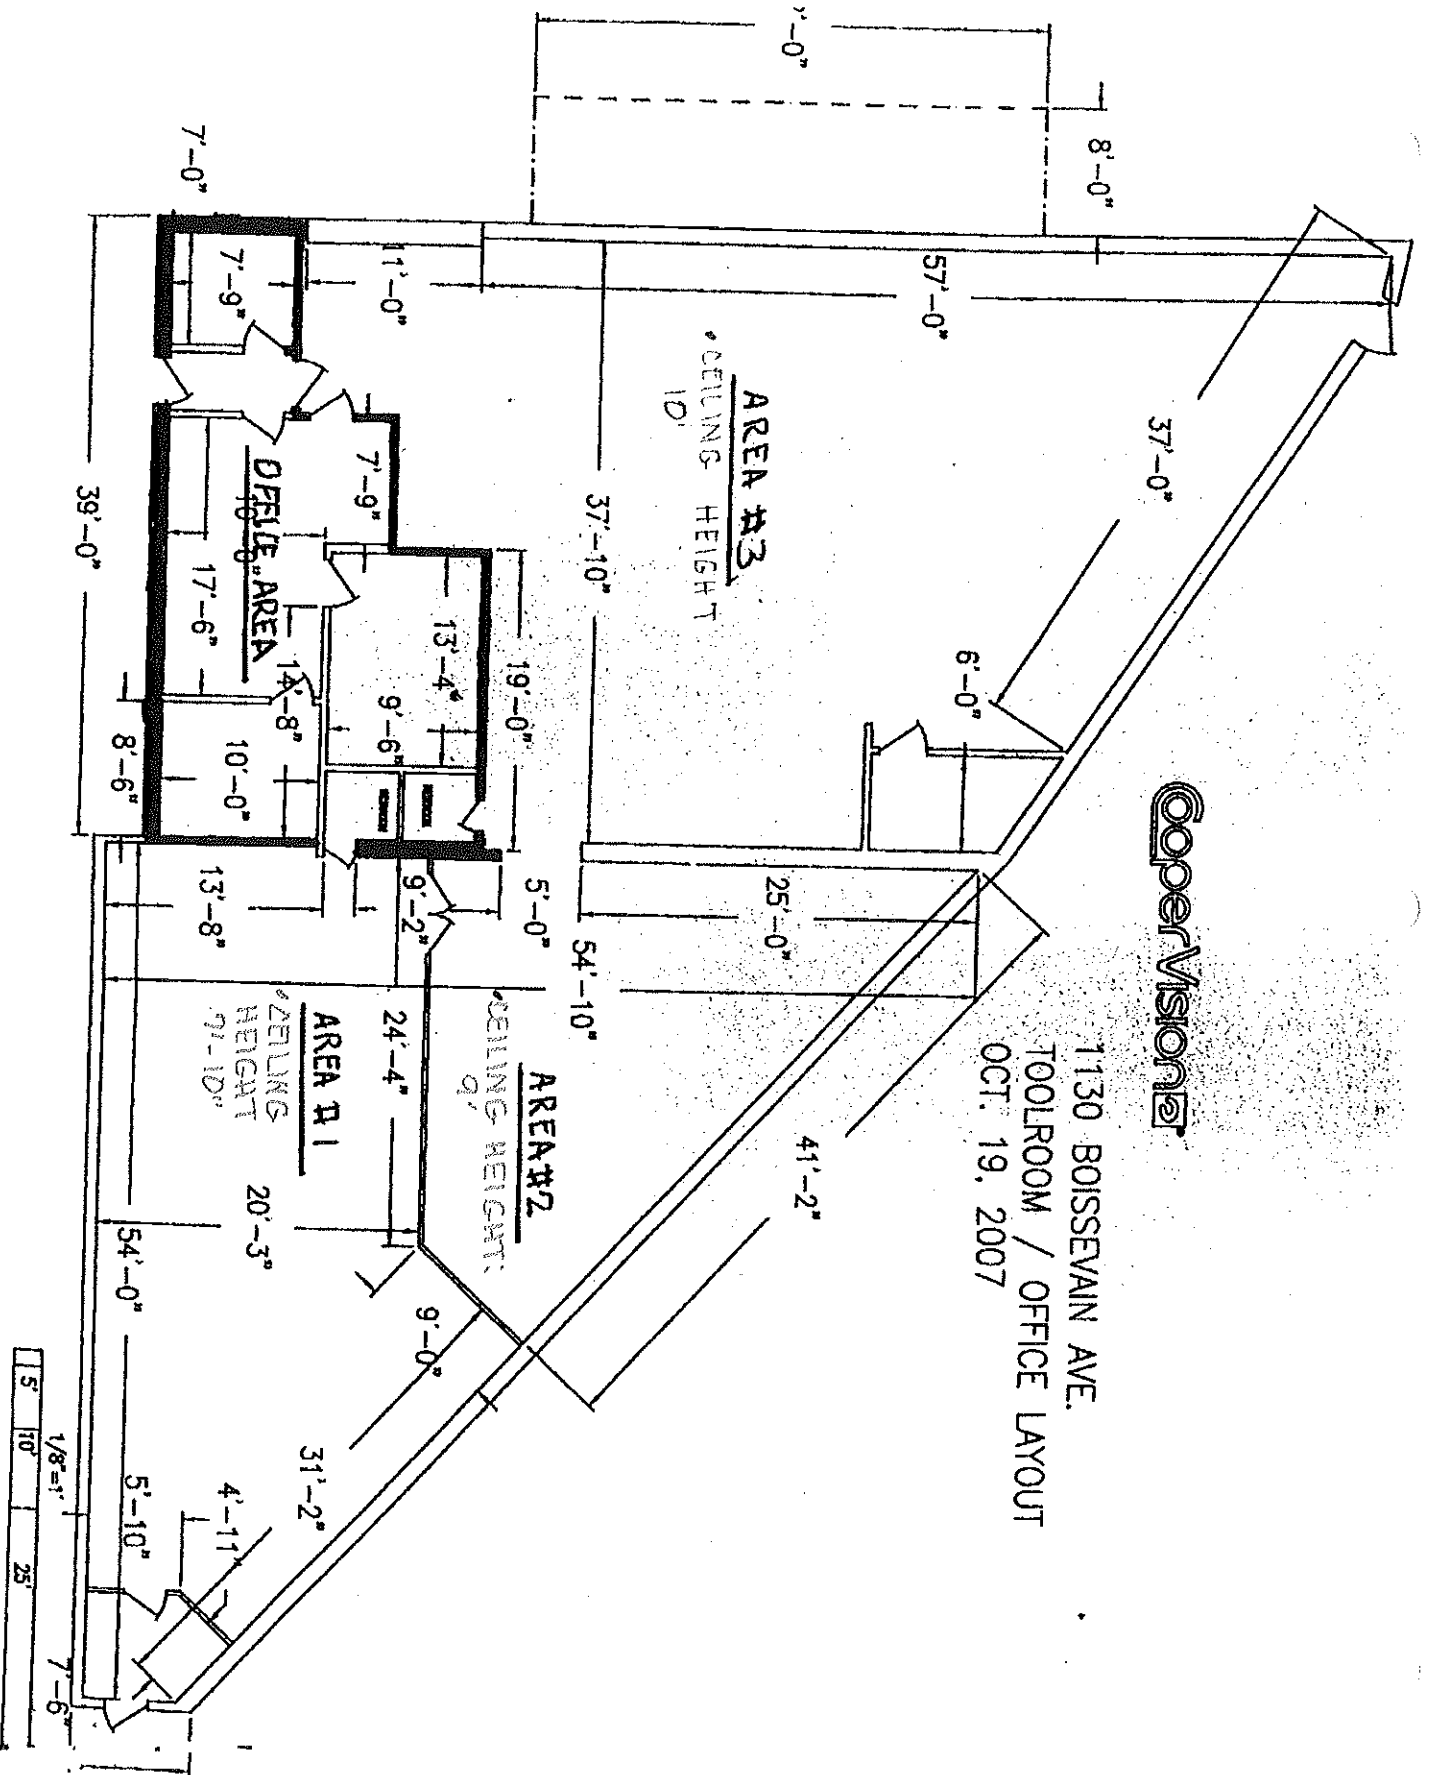 CooperVision
1130 BOISSEVAIN AVE.
TOOLROOM / OFFICE LAYOUT
OCT. 19, 2007
'-0"
8'-0"
7'-0"
7'-9"
1'-0"
57'-0"
37'-0"
AREA #3
•CEILING HEIGHT
10'
39'-0"
OFFICE AREA
7'-9"
37'-10"
17'-6"
14'-8"
13'-4"
19'-0"
9'-6"
6'-0"
8'-6"
10'-0"
13'-8"
9'-2"
5'-0"
25'-0"
54'-10"
24'-4"
AREA #1
•CEILING
HEIGHT
AREA #2
•CEILING HEIGHT:
9'
41'-2"
20'-3"
54'-0"
9'-0"
31'-2"
5'-10"
4'-11"
7'-6"
1/8"=1'
5' 10' 25'